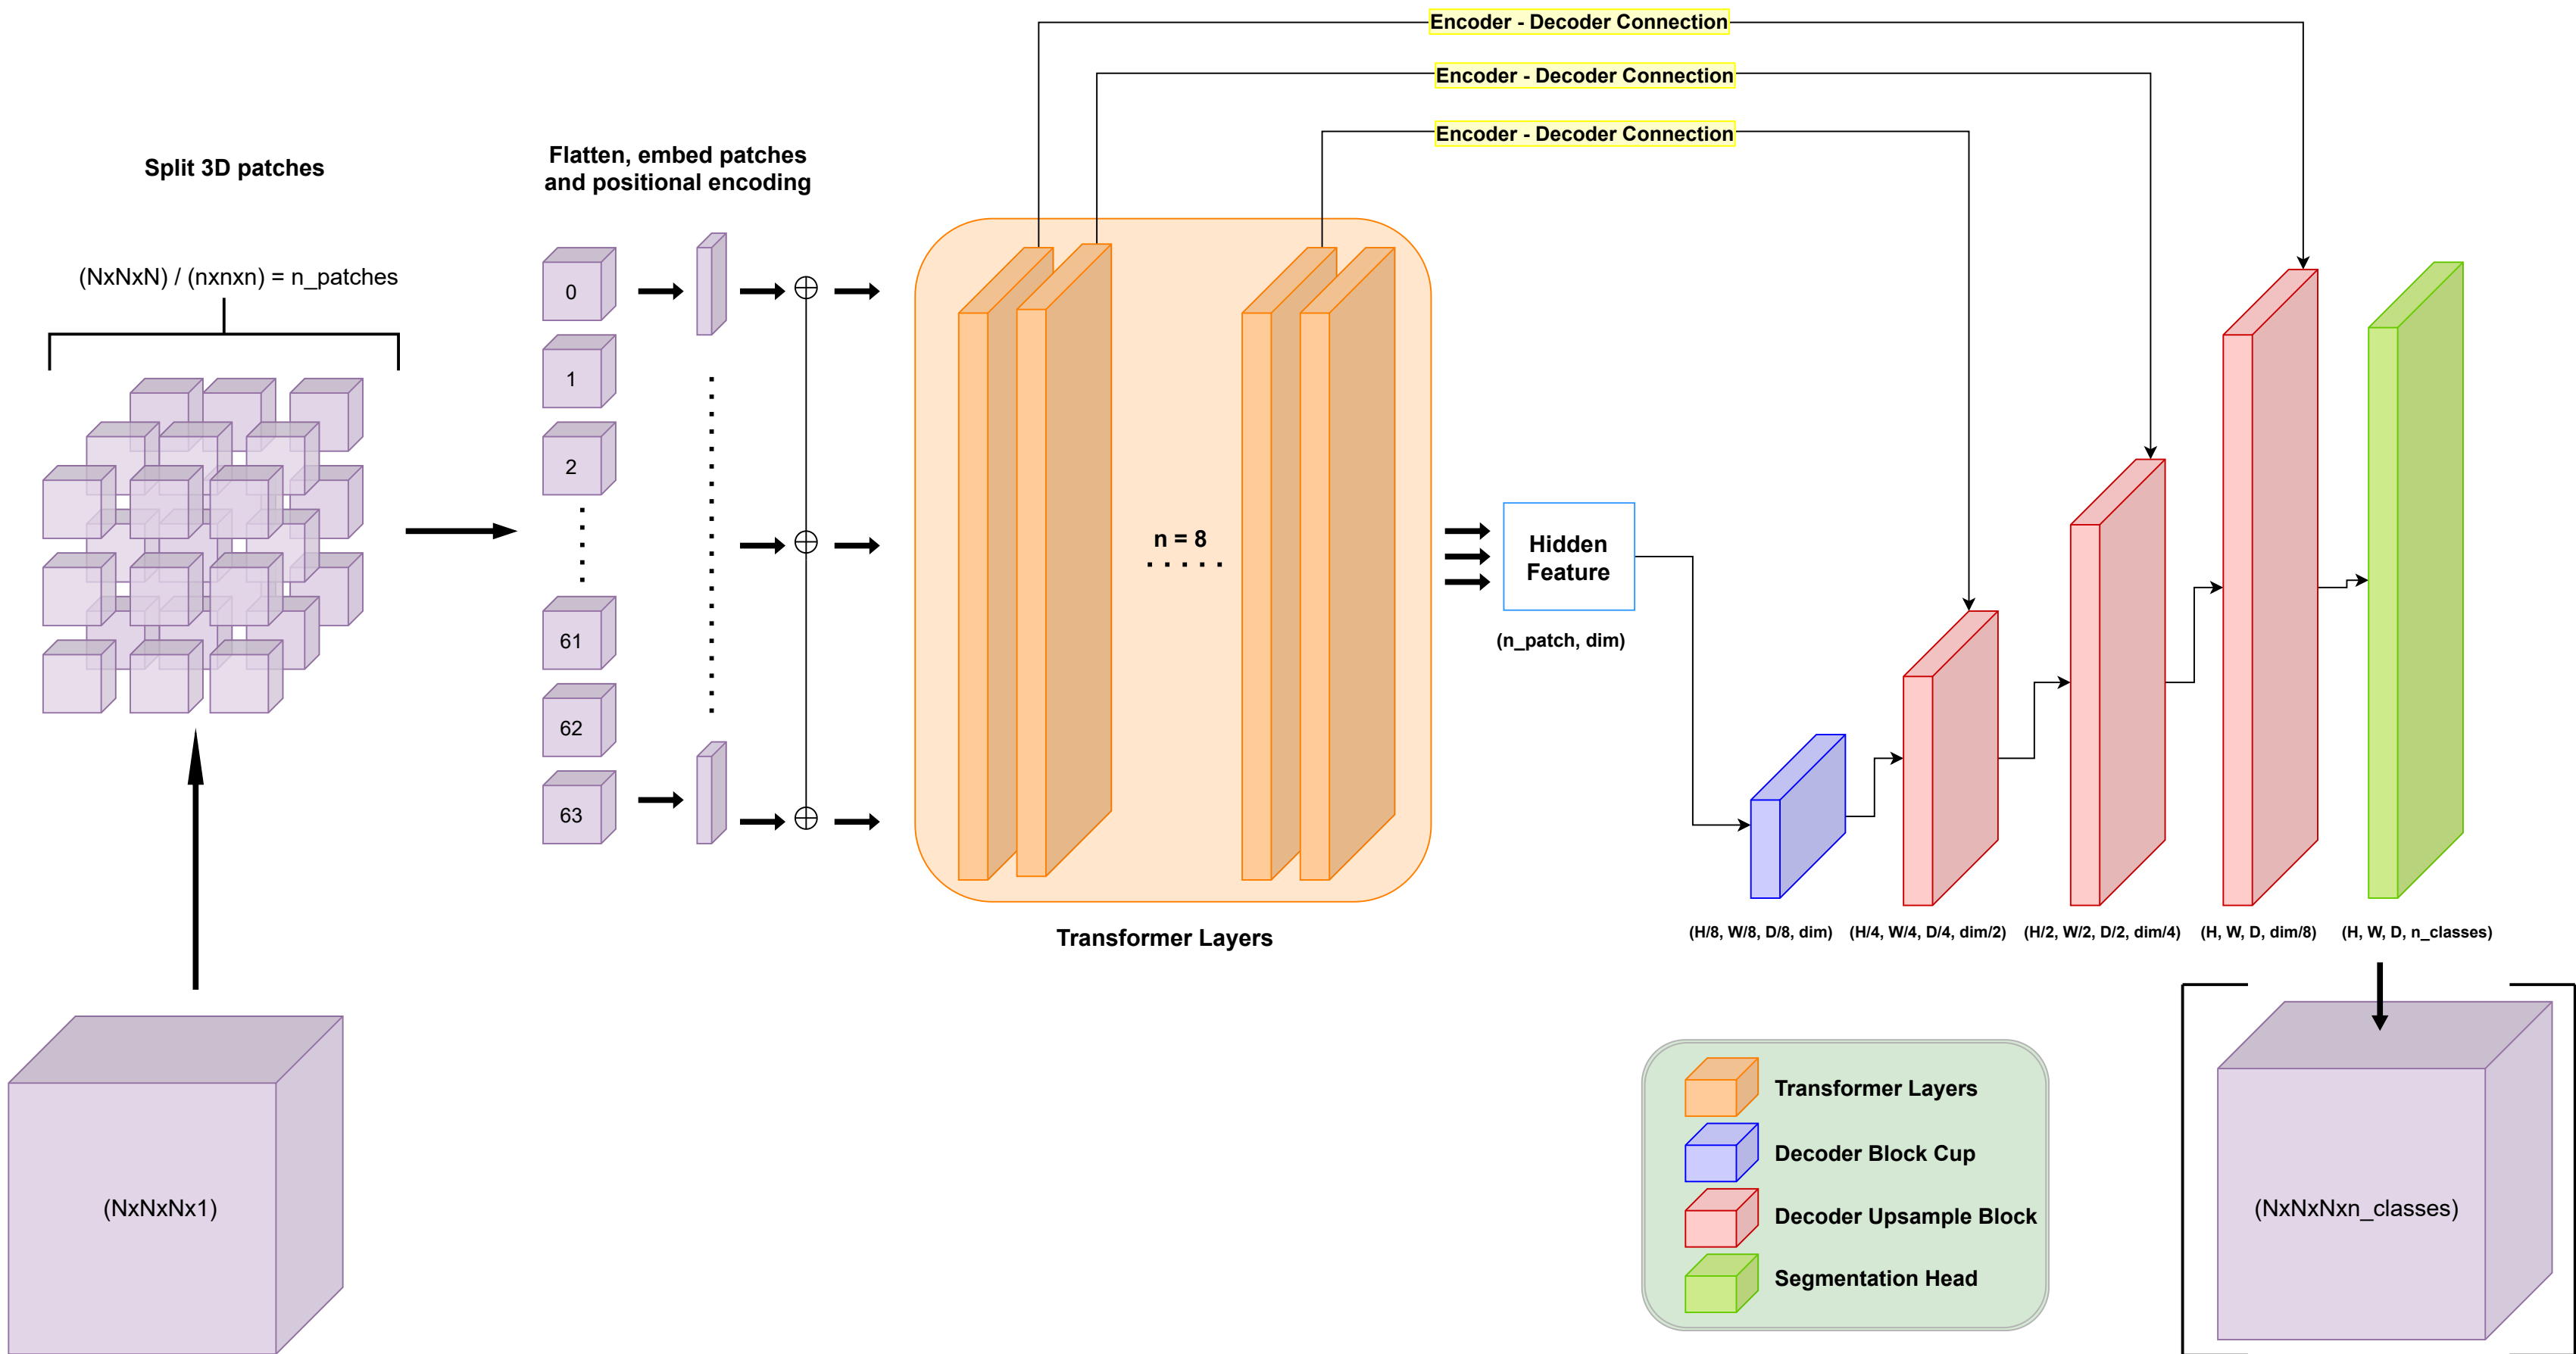 Encoder - Decoder Connection
Encoder - Decoder Connection
Encoder - Decoder Connection
Split 3D patches
Flatten, embed patches
and positional encoding
(NxNxN) / (nxnxn) = n_patches
0
1
2
61
62
63
n = 8
Transformer Layers
Hidden
Feature
(n_patch, dim)
(H/8, W/8, D/8, dim)
(H/4, W/4, D/4, dim/2)
(H/2, W/2, D/2, dim/4)
(H, W, D, dim/8)
(H, W, D, n_classes)
(NxNxNx1)
Transformer Layers
Decoder Block Cup
Decoder Upsample Block
Segmentation Head
(NxNxNxn_classes)